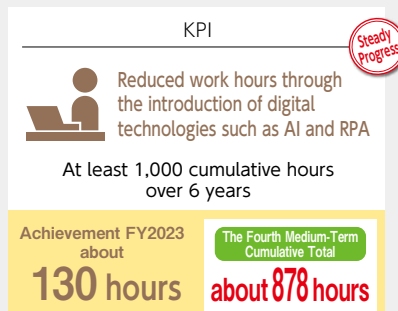 KPI
Steady
Progress
Reduced work hours through
the introduction of digital
technologies such as AI and RPA
At least 1,000 cumulative hours
over 6 years
Achievement FY2023
about
130 hours
The Fourth Medium-Term
Cumulative Total
about 878 hours